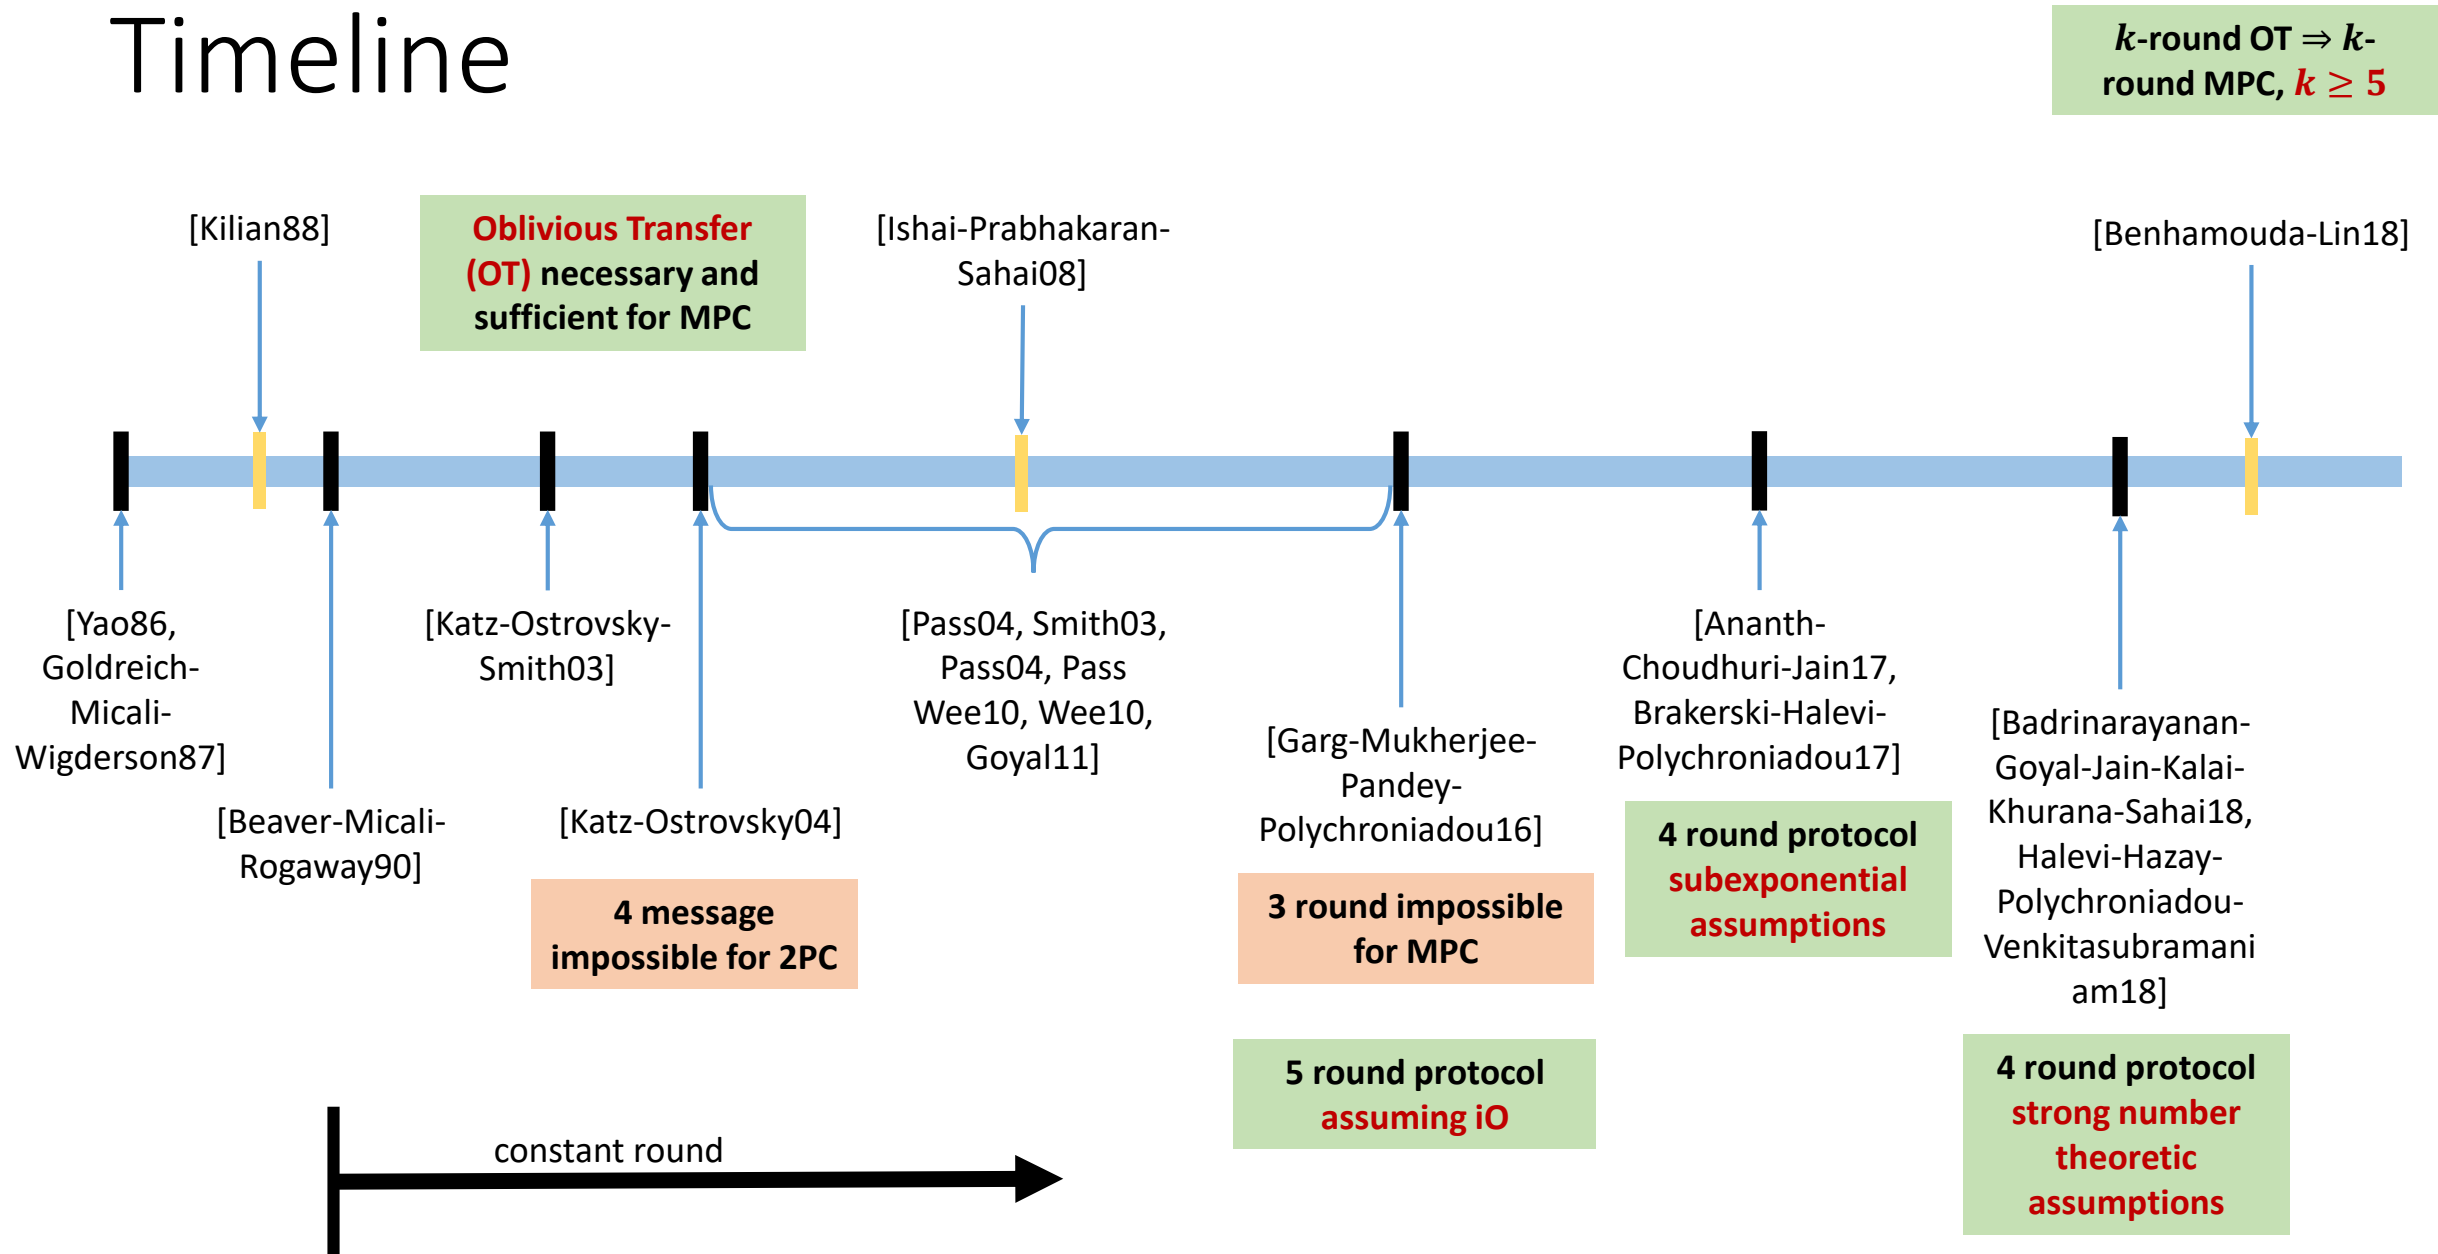 Timeline
𝒌-round OT ⇒ 𝒌-
round MPC, 𝒌 ≥ 𝟓
[Kilian88]
Oblivious Transfer
(OT) necessary and
sufficient for MPC
[Ishai-Prabhakaran-
Sahai08]
[Benhamouda-Lin18]
[Yao86,
Goldreich-
Micali-
Wigderson87]
[Beaver-Micali-
Rogaway90]
[Katz-Ostrovsky-
Smith03]
[Katz-Ostrovsky04]
4 message
impossible for 2PC
[Pass04, Smith03,
Pass04, Pass
Wee10, Wee10,
Goyal11]
[Garg-Mukherjee-
Pandey-
Polychroniadou16]
3 round impossible
for MPC
5 round protocol
assuming iO
[Ananth-
Choudhuri-Jain17,
Brakerski-Halevi-
Polychroniadou17]
4 round protocol
subexponential
assumptions
[Badrinarayanan-
Goyal-Jain-Kalai-
Khurana-Sahai18,
Halevi-Hazay-
Polychroniadou-
Venkitasubramani
am18]
4 round protocol
strong number
theoretic
assumptions
constant round